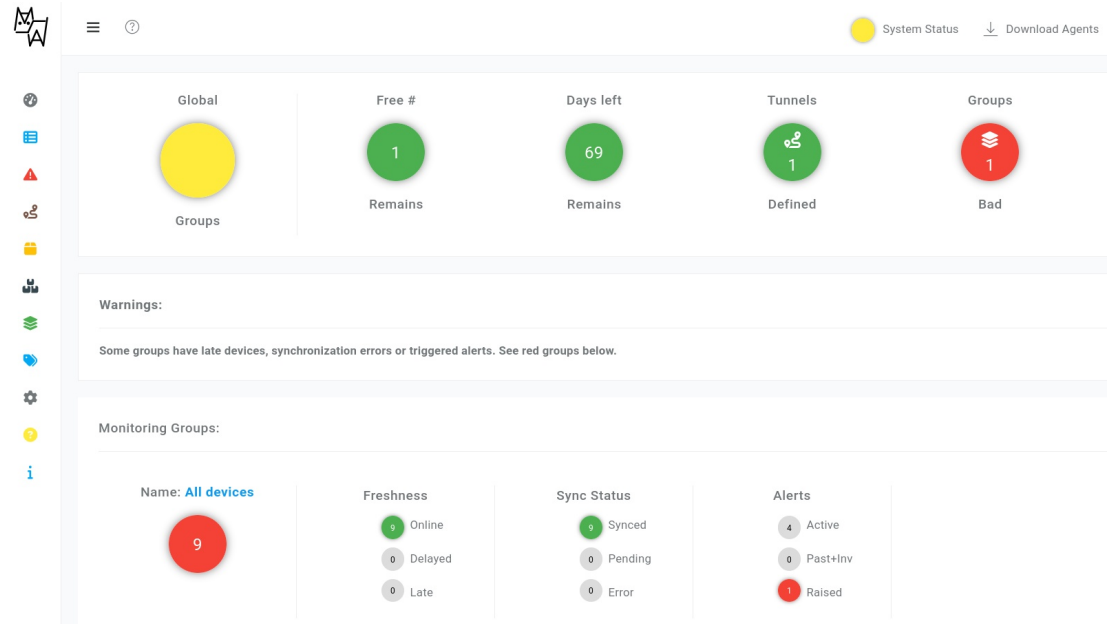 System Status
Download Agents
Global
Groups
Free #
1
Remains
Days left
69
Remains
Tunnels
1
Defined
Groups
1
Bad
Warnings:
Some groups have late devices, synchronization errors or triggered alerts. See red groups below.
Monitoring Groups:
Name: All devices
9
Freshness
9 Online
0 Delayed
0 Late
Sync Status
9 Synced
0 Pending
0 Error
Alerts
4 Active
0 Past+Inv
1 Raised